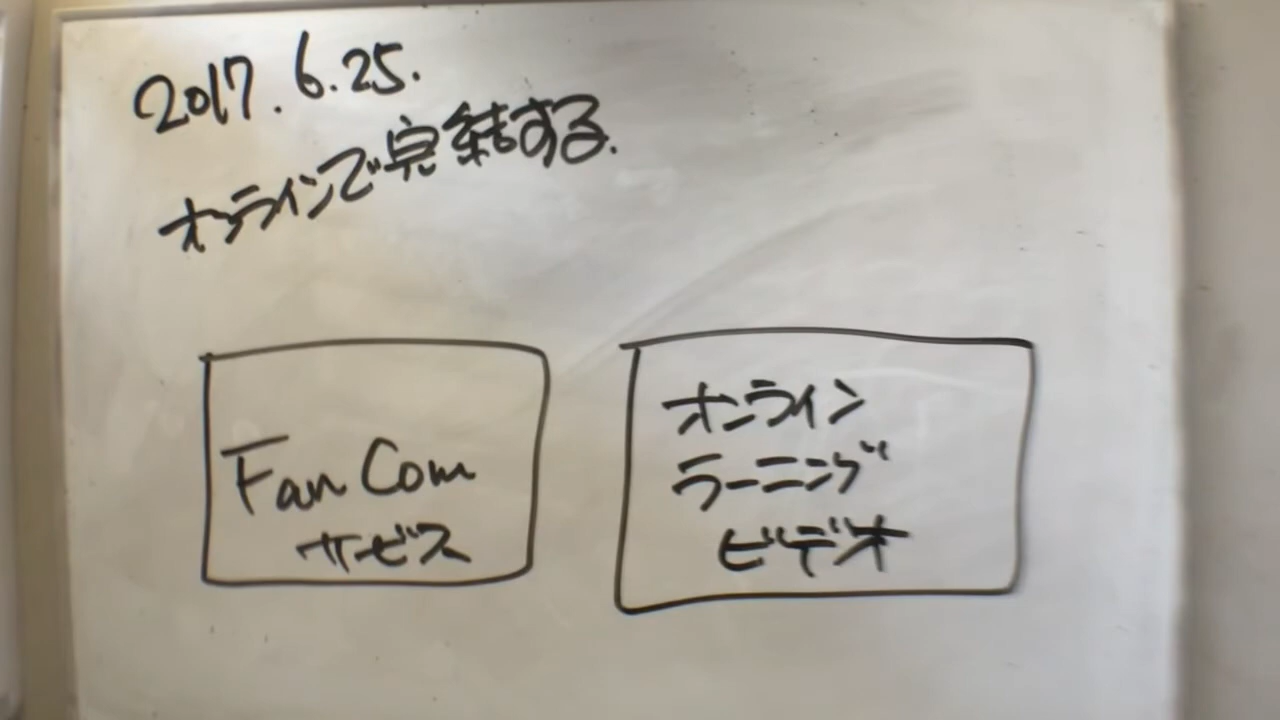 2017.6.25.
オンラインで完結する.
Fan Com
サービス
オンライン
ラーニング
ビデオ